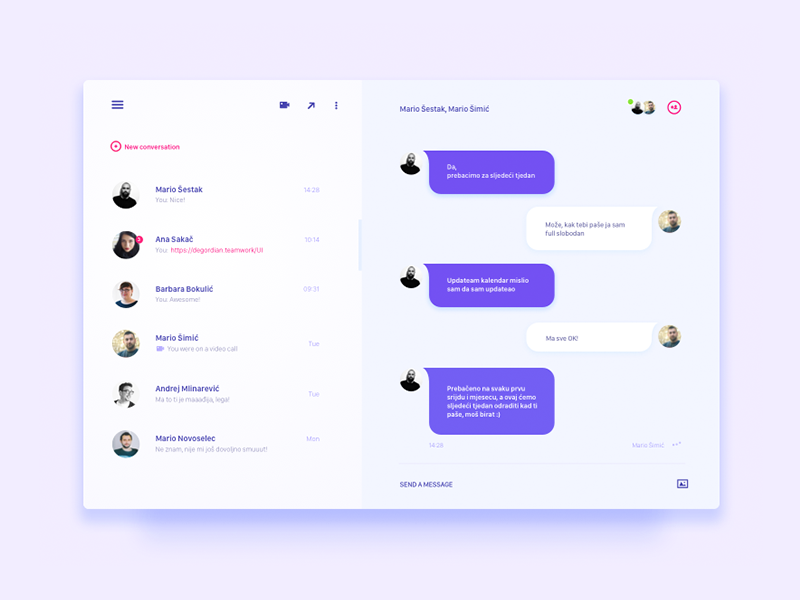 New conversation
Mario Šestak
14:28
You: Nice!
2
Ana Sakač
10:14
You: https://degordian.teamwork/UI
Barbara Bokulić
09:31
You: Awesome!
Mario Šimić
Tue
You were on a video call
Andrej Mlinarević
Tue
Ma to ti je maaađija, lega!
Mario Novoselec
Mon
Ne znam, nije mi još dovoljno smuuut!
Mario Šestak, Mario Šimić
Da,
prebacimo za sljedeći tjedan
Može, kak tebi paše ja sam
full slobodan
Updateam kalendar mislio
sam da sam updateao
Ma sve OK!
Prebačeno na svaku prvu
srijdu i mjesecu, a ovaj ćemo
sljedeći tjedan odraditi kad ti
paše, moš birat :)
14:28
Mario Šimić
SEND A MESSAGE